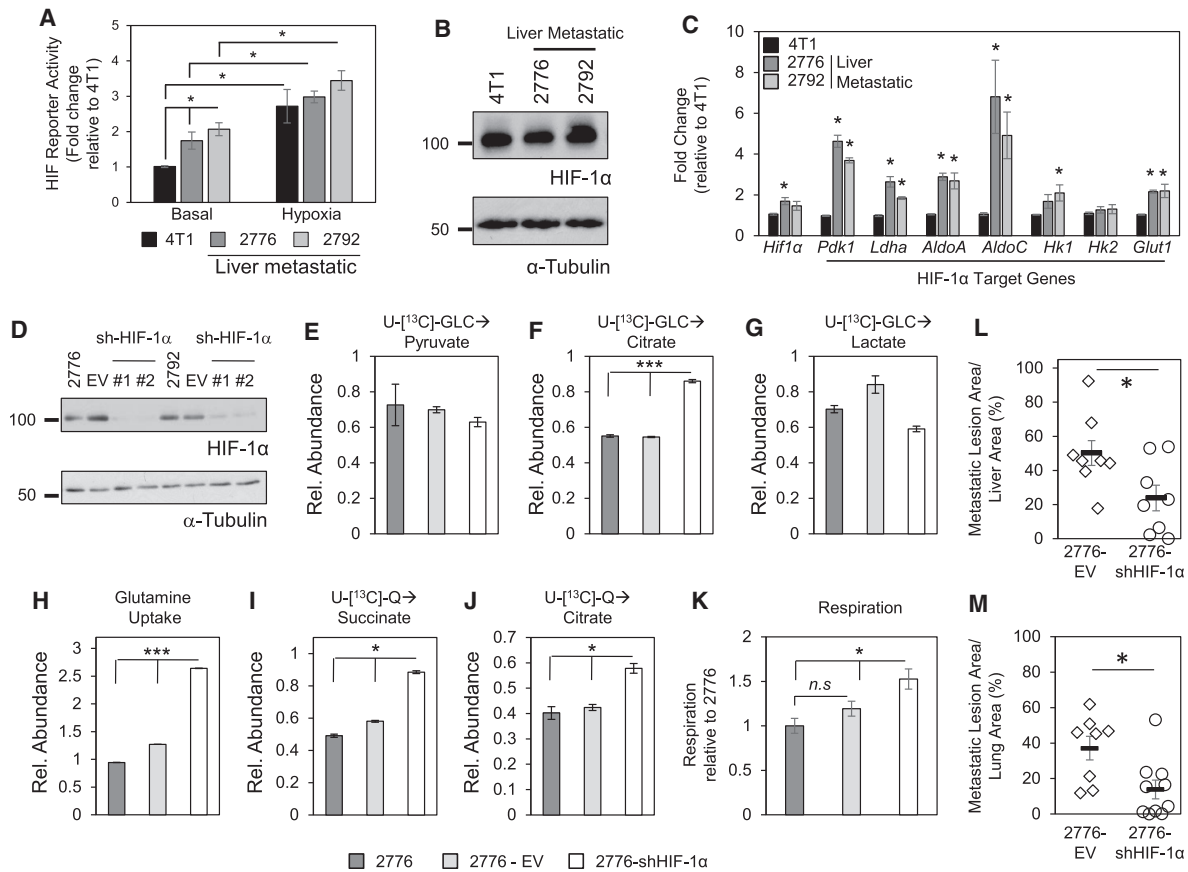 A
HIF Reporter Activity
(Fold change
relative to 4T1)
5
4
3
2
1
0
*
*
*
*
Basal
Hypoxia
4T1
2776
2792
Liver metastatic
B
Liver Metastatic
4T1
2776
2792
100
HIF-1α
50
α-Tubulin
C
Fold Change
(relative to 4T1)
10
8
6
4
2
0
4T1
2776
2792
Liver
Metastatic
*
*
*
*
*
*
*
*
*
*
*
*
Hif1α
Pdk1
Ldha
AldoA
AldoC
Hk1
Hk2
Glut1
HIF-1α Target Genes
D
sh-HIF-1α
sh-HIF-1α
2776
EV
#1
#2
2792
EV
#1
#2
100
HIF-1α
50
α-Tubulin
E
U-[¹³C]-GLC→
Pyruvate
Rel. Abundance
1
0.8
0.6
0.4
0.2
0
F
U-[¹³C]-GLC→
Citrate
Rel. Abundance
1
0.8
0.6
0.4
0.2
0
***
G
U-[¹³C]-GLC→
Lactate
Rel. Abundance
1
0.8
0.6
0.4
0.2
0
L
Metastatic Lesion Area/
Liver Area (%)
100
80
60
40
20
0
*
2776-
EV
2776-
shHIF-1α
H
Glutamine
Uptake
Rel. Abundance
3
2.5
2
1.5
1
0.5
0
***
I
U-[¹³C]-Q→
Succinate
Rel. Abundance
1
0.8
0.6
0.4
0.2
0
*
J
U-[¹³C]-Q→
Citrate
Rel. Abundance
0.7
0.6
0.5
0.4
0.3
0.2
0.1
0
*
K
Respiration
Respiration
relative to 2776
2
1.5
1
0.5
0
n.s
*
M
Metastatic Lesion Area/
Lung Area (%)
100
80
60
40
20
0
*
2776-
EV
2776-
shHIF-1α
2776
2776 - EV
2776-shHIF-1α